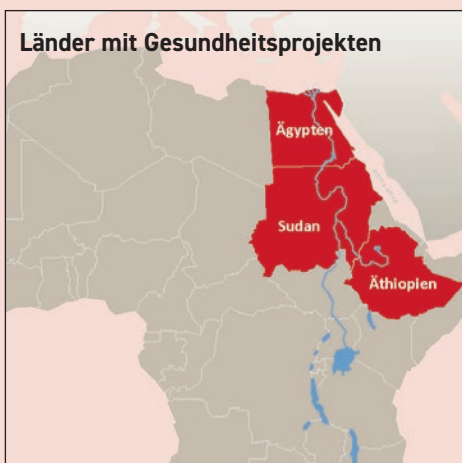 Länder mit Gesundheitsprojekten
Ägypten
Sudan
Äthiopien